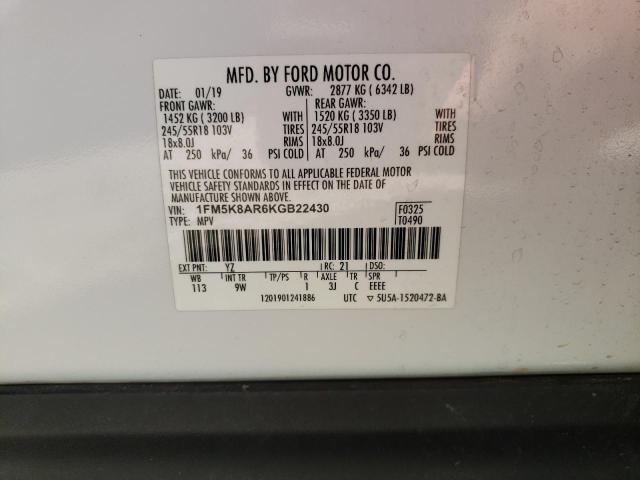 MFD. BY FORD MOTOR CO.
DATE: 01/19 GVWR: 2877 KG ( 6342 LB)
FRONT GAWR: REAR GAWR:
1452 KG ( 3200 LB) WITH 1520 KG ( 3350 LB) WITH
245/55R18 103V TIRES 245/55R18 103V TIRES
18x8.0J RIMS 18x8.0J RIMS
AT 250 kPa/ 36 PSI COLD AT 250 kPa/ 36 PSI COLD
THIS VEHICLE CONFORMS TO ALL APPLICABLE FEDERAL MOTOR
VEHICLE SAFETY STANDARDS IN EFFECT ON THE DATE OF
MANUFACTURE SHOWN ABOVE.
VIN: 1FM5K8AR6KGB22430 F0325
TYPE: MPV T0490
EXT PNT: YZ RC: 21 DSO:
WB INT TR TP/PS R AXLE TR SPR
113 9W 1 3J C EEEE
1201901241886 UTC ▽ 5U5A-1520472-BA